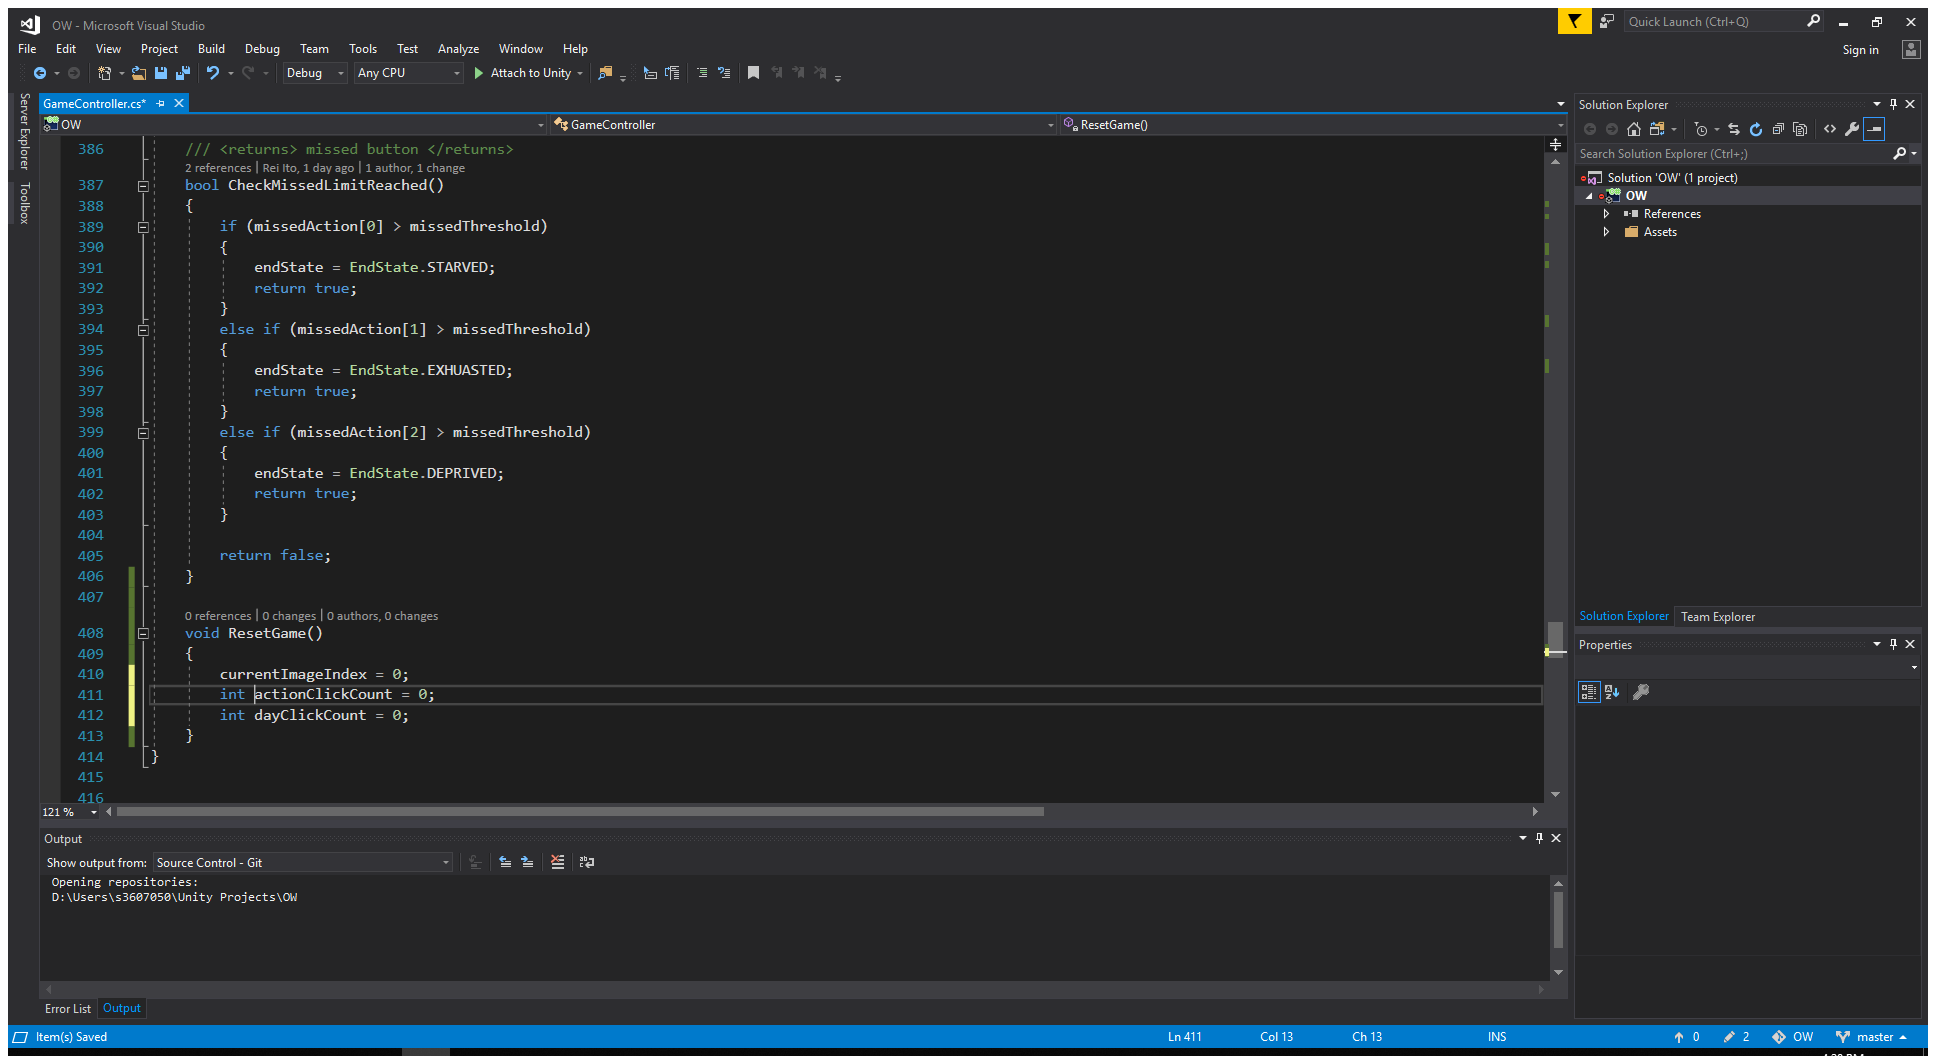 OW - Microsoft Visual Studio
Quick Launch (Ctrl+Q)
File Edit View Project Build Debug Team Tools Test Analyze Window Help
Sign in
Debug Any CPU Attach to Unity
Server Explorer
Toolbox
GameController.cs*
OW GameController ResetGame()
386 /// <returns> missed button </returns>
2 references | Rei Ito, 1 day ago | 1 author, 1 change
387 bool CheckMissedLimitReached()
388 {
389 if (missedAction[0] > missedThreshold)
390 {
391 endState = EndState.STARVED;
392 return true;
393 }
394 else if (missedAction[1] > missedThreshold)
395 {
396 endState = EndState.EXHUASTED;
397 return true;
398 }
399 else if (missedAction[2] > missedThreshold)
400 {
401 endState = EndState.DEPRIVED;
402 return true;
403 }
404
405 return false;
406 }
407
0 references | 0 changes | 0 authors, 0 changes
408 void ResetGame()
409 {
410 currentImageIndex = 0;
411 int actionClickCount = 0;
412 int dayClickCount = 0;
413 }
414 }
415
416
121 %
Output
Show output from: Source Control - Git
Opening repositories:
D:\Users\s3607050\Unity Projects\OW
Error List Output
Solution Explorer
Search Solution Explorer (Ctrl+;)
Solution 'OW' (1 project)
OW
References
Assets
Solution Explorer Team Explorer
Properties
Item(s) Saved Ln 411 Col 13 Ch 13 INS 0 2 OW master